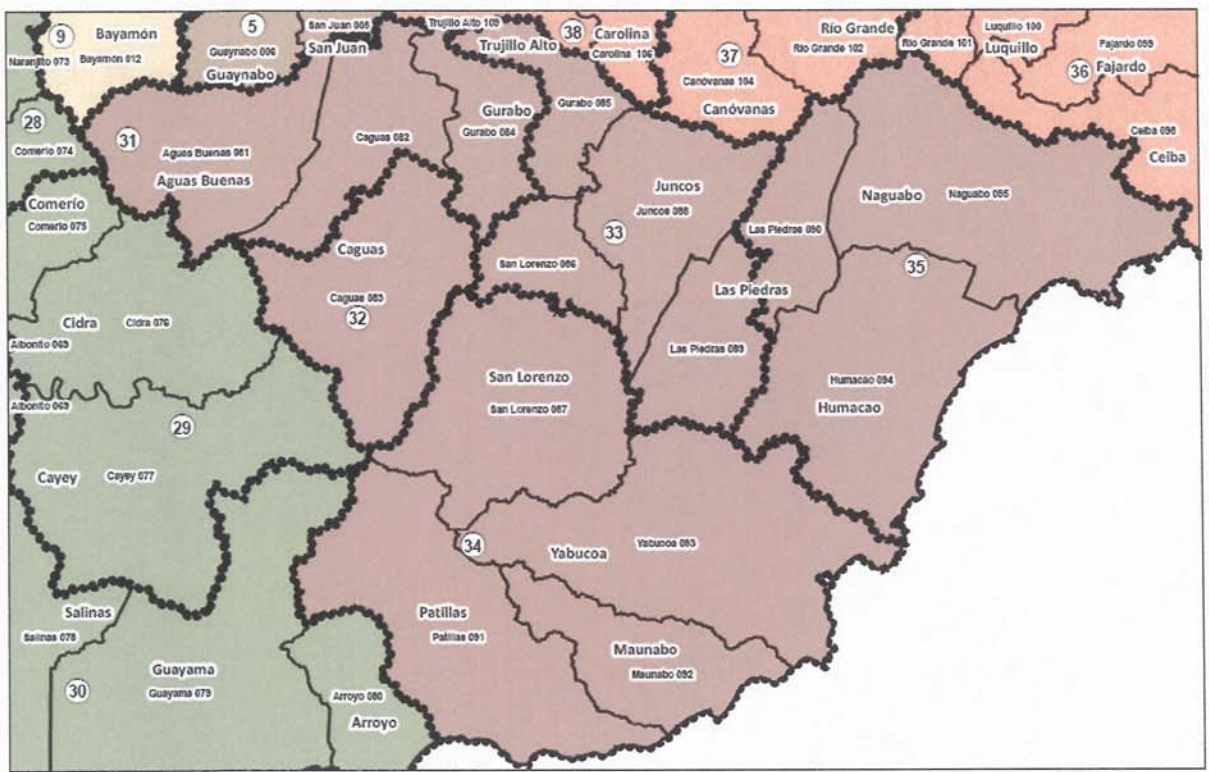 9
Bayamón
5
San Juan 005
Trujillo Alto 109
38
Carolina
Río Grande
Luquillo 100
Naranjito 073
Bayamón 012
Guaynabo 006
San Juan
Trujillo Alto
Carolina 106
37
Río Grande 102
Río Grande 101
Luquillo
Fajardo 099
Guaynabo
36
Fajardo
Canóvanas 104
Canóvanas
28
31
Gurabo
Gurabo 085
Comerío 074
Aguas Buenas 081
Caguas 082
Gurabo 084
Ceiba 098
Ceiba
Aguas Buenas
Juncos
Juncos 088
Naguabo
Naguabo 095
Comerío
Comerío 075
33
Las Piedras 090
Caguas
San Lorenzo 086
35
Caguas 083
32
Las Piedras
Cidra
Cidra 076
Aibonito 069
Las Piedras 089
San Lorenzo
San Lorenzo 087
Humacao 094
Humacao
Aibonito 069
29
Cayey
Cayey 077
34
Yabucoa
Yabucoa 093
Salinas
Salinas 078
Patillas
Patillas 091
Maunabo
Maunabo 092
Guayama
Guayama 079
30
Arroyo 080
Arroyo